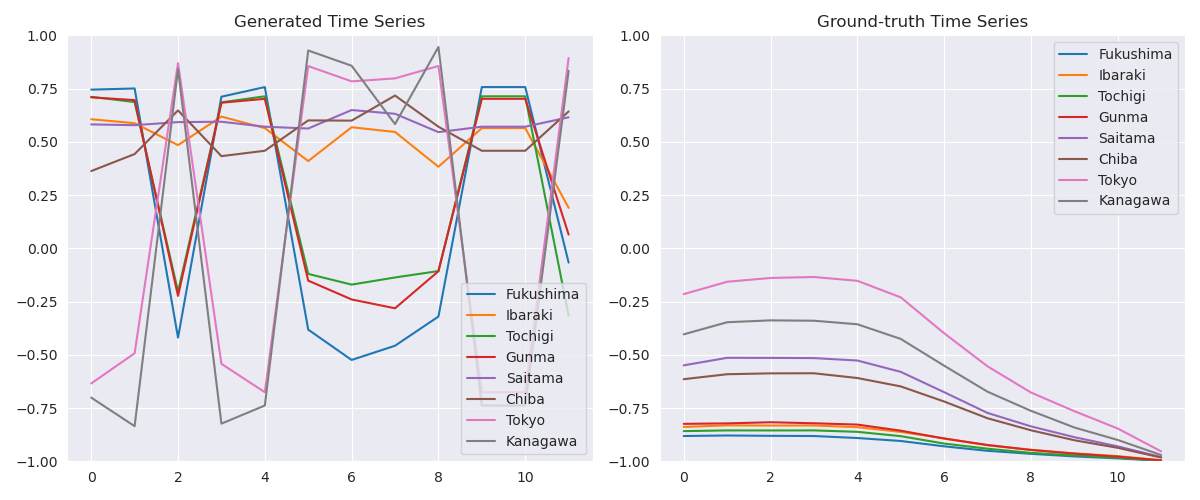 Generated Time Series
1.00
0.75
0.50
0.25
0.00
−0.25
−0.50
−0.75
−1.00
0 2 4 6 8 10
Fukushima
Ibaraki
Tochigi
Gunma
Saitama
Chiba
Tokyo
Kanagawa
Ground-truth Time Series
1.00
0.75
0.50
0.25
0.00
−0.25
−0.50
−0.75
−1.00
0 2 4 6 8 10
Fukushima
Ibaraki
Tochigi
Gunma
Saitama
Chiba
Tokyo
Kanagawa